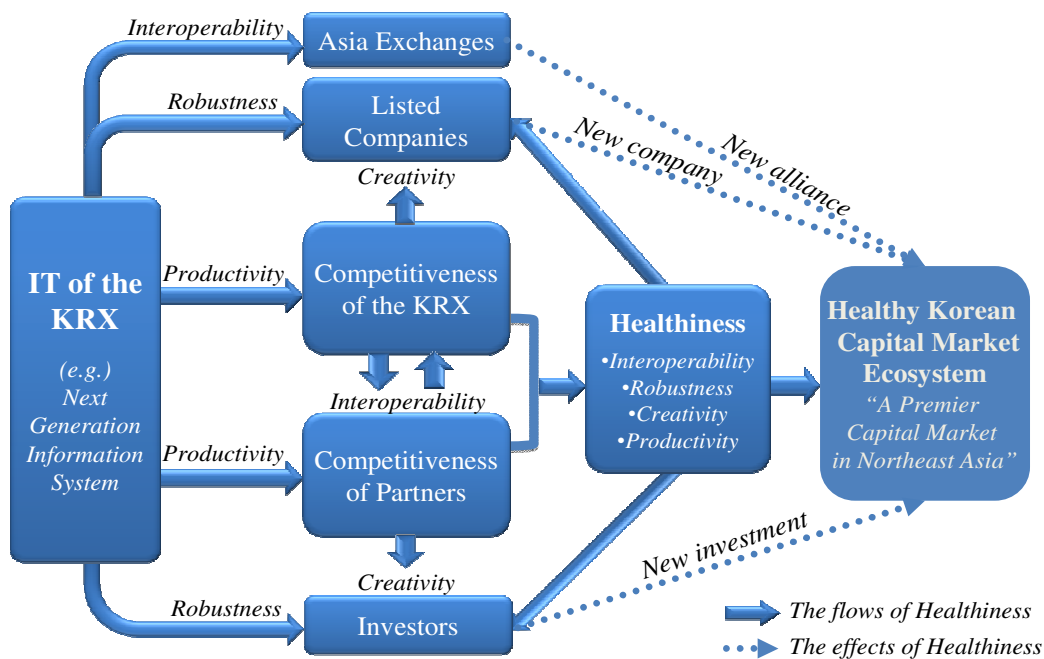 Interoperability
Asia Exchanges
Robustness
Listed
Companies
New company
New alliance
Creativity
IT of the
KRX
(e.g.)
Next
Generation
Information
System
Productivity
Competitiveness
of the KRX
Interoperability
Productivity
Competitiveness
of Partners
Creativity
Robustness
Investors
Healthiness
•Interoperability
•Robustness
•Creativity
•Productivity
Healthy Korean
Capital Market
Ecosystem
“A Premier
Capital Market
in Northeast Asia”
New investment
The flows of Healthiness
The effects of Healthiness